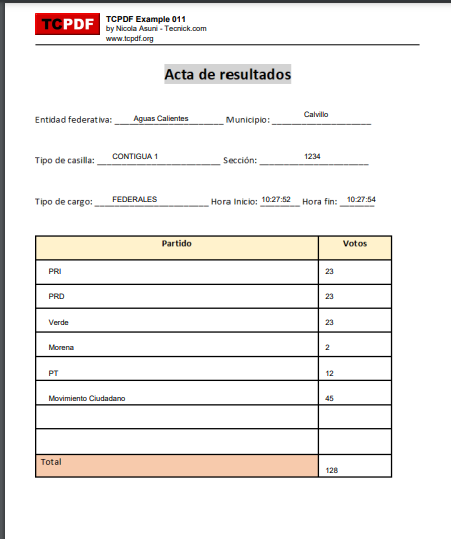 TCPDF TCPDF Example 011
by Nicola Asuni - Tecnick.com
www.tcpdf.org
Acta de resultados
Entidad federativa: Aguas Calientes Municipio: Calvillo
Tipo de casilla: CONTIGUA 1 Sección: 1234
Tipo de cargo: FEDERALES Hora Inicio: 10:27:52 Hora fin: 10:27:54
Partido Votos
PRI 23
PRD 23
Verde 23
Morena 2
PT 12
Movimiento Ciudadano 45
Total 128